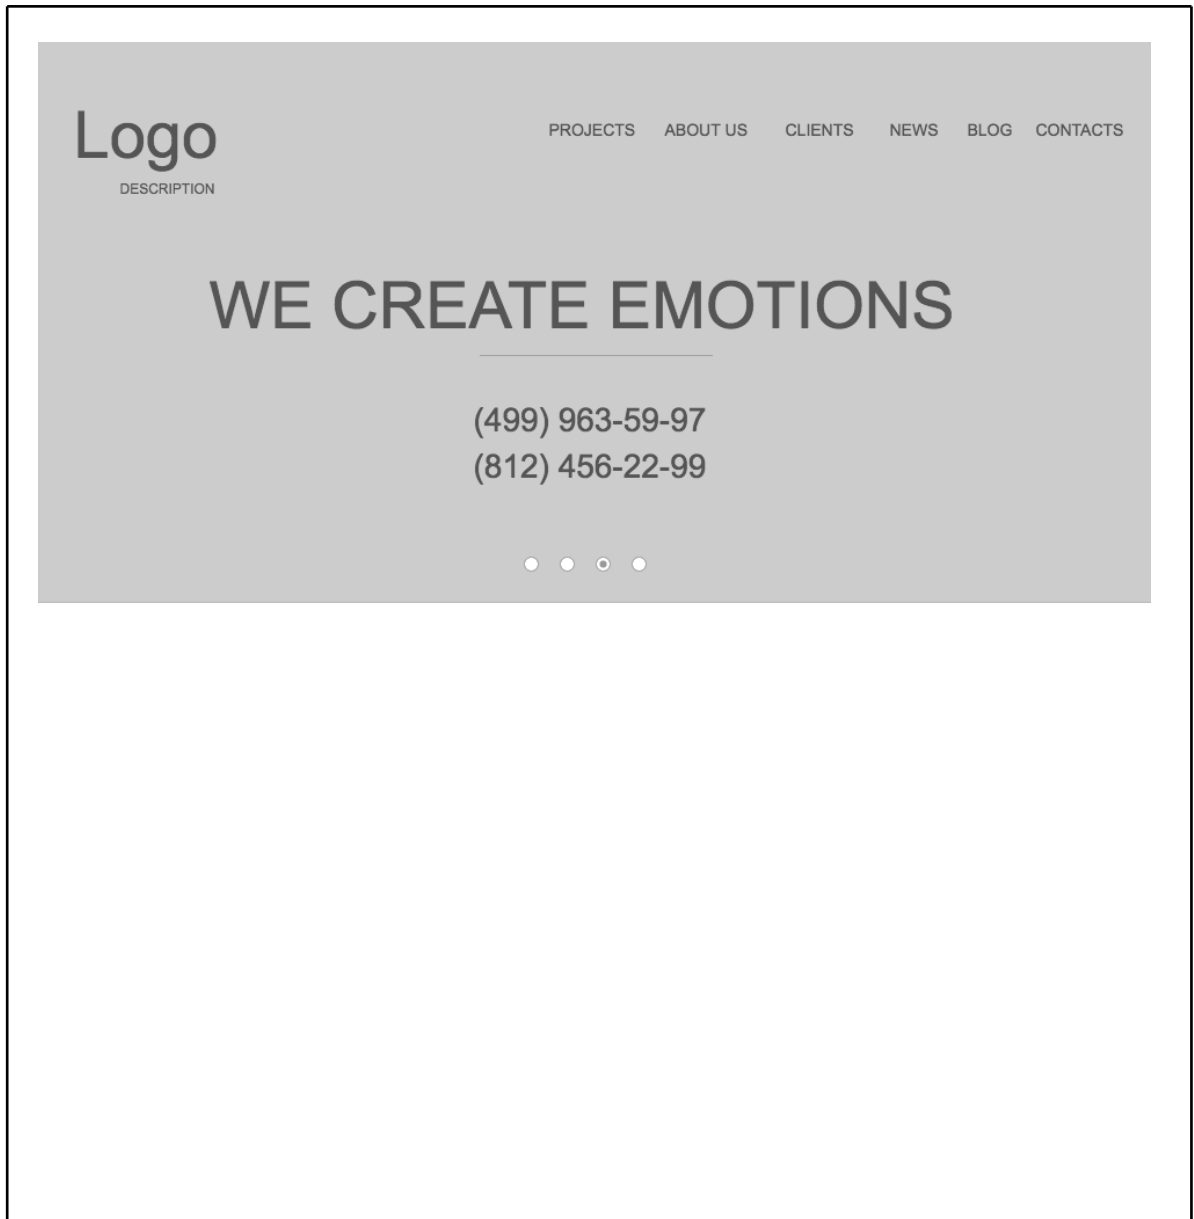 Logo
DESCRIPTION
PROJECTS ABOUT US CLIENTS NEWS BLOG CONTACTS
WE CREATE EMOTIONS
(499) 963-59-97
(812) 456-22-99